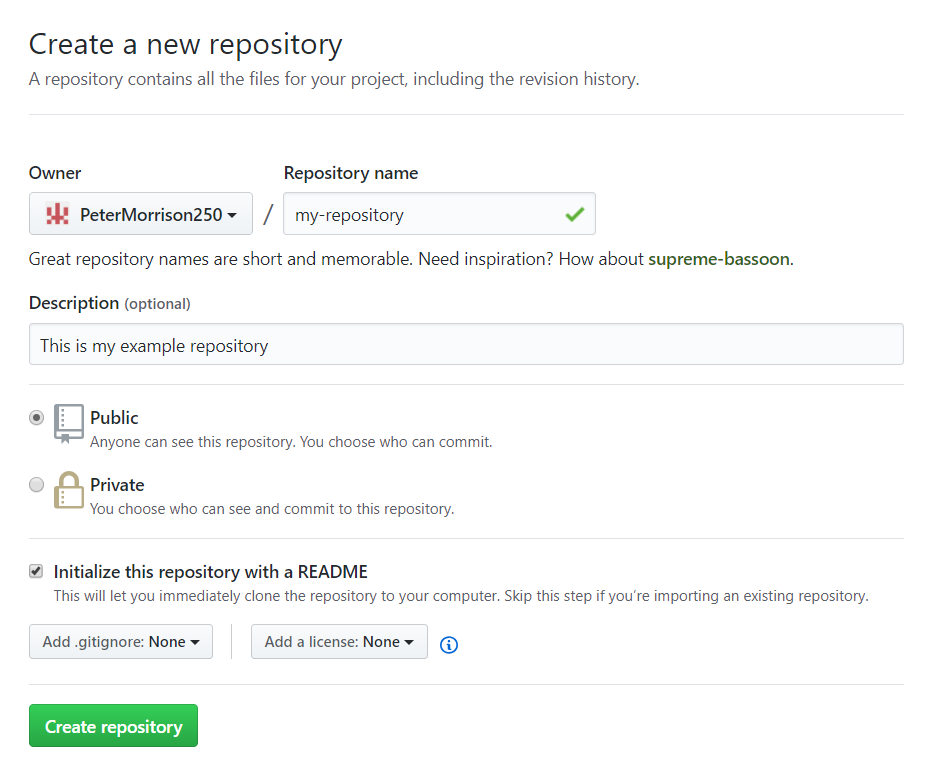 Create a new repository
A repository contains all the files for your project, including the revision history.
Owner
Repository name
PeterMorrison250
/
my-repository
Great repository names are short and memorable. Need inspiration? How about supreme-bassoon.
Description (optional)
This is my example repository
Public
Anyone can see this repository. You choose who can commit.
Private
You choose who can see and commit to this repository.
Initialize this repository with a README
This will let you immediately clone the repository to your computer. Skip this step if you’re importing an existing repository.
Add .gitignore: None
Add a license: None
Create repository